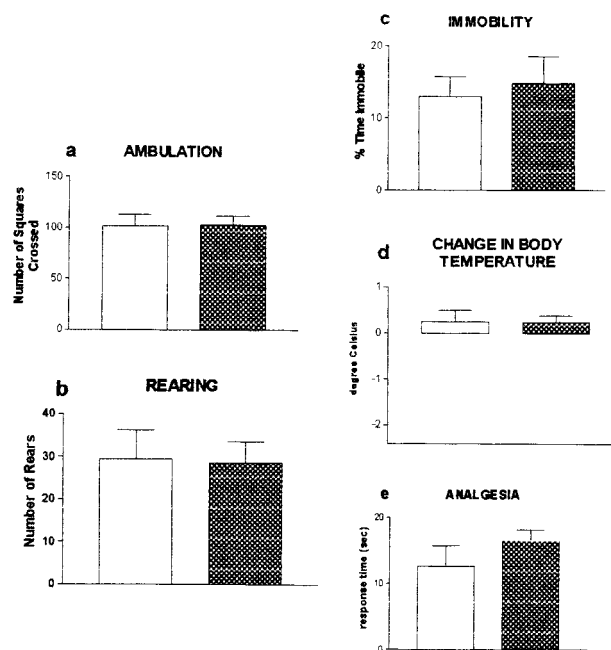 a AMBULATION
Number of Squares
Crossed
150
100
50
0
b REARING
Number of Rears
40
30
20
10
0
c IMMOBILITY
% Time Immobile
20
10
0
d CHANGE IN BODY
TEMPERATURE
degree Celsius
1
0
-1
-2
e ANALGESIA
response time (sec)
20
10
0